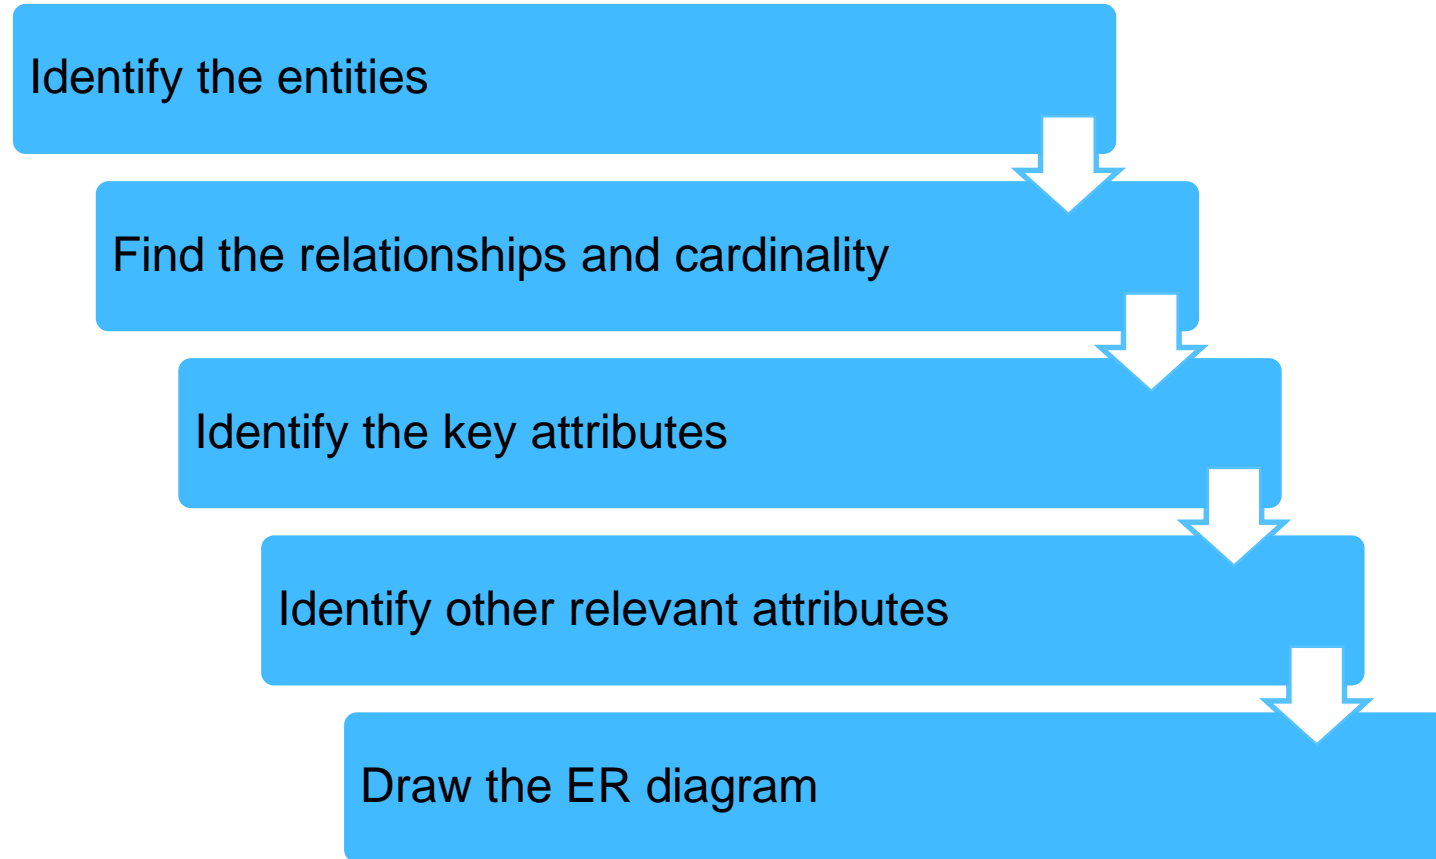 Identify the entities
Find the relationships and cardinality
Identify the key attributes
Identify other relevant attributes
Draw the ER diagram